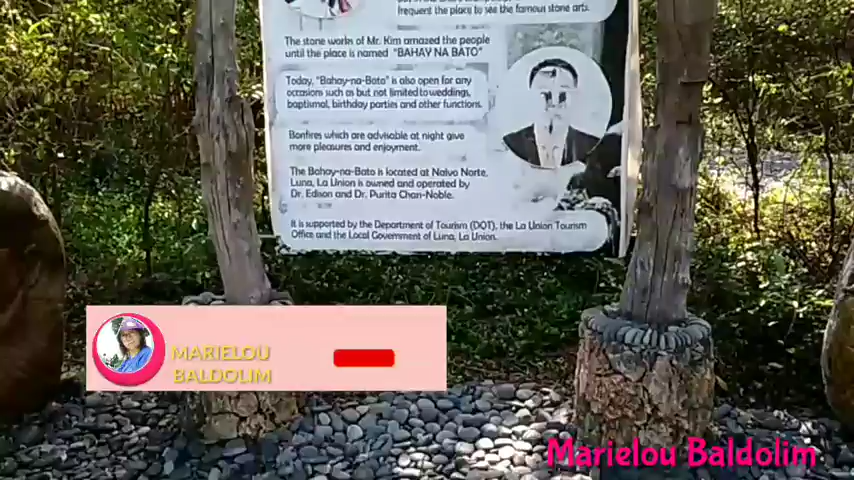 frequent the place to see the famous stone arts.
The stone works of Mr. Kim amazed the people
until the place is named "BAHAY NA BATO"
Today, "Bahay-na-Bato" is also open for any
occasions such as but not limited to weddings,
baptismal, birthday parties and other functions.
Bonfires which are advisable at night give
more pleasures and enjoyment.
The Bahay-na-Bato is located at Nalvo Norte,
Luna, La Union is owned and operated by
Dr. Edison and Dr. Purita Chan-Noble.
It is supported by the Department of Tourism (DOT), the La Union Tourism
Office and the Local Government of Luna, La Union.
MARIELOU
BALDOLIM
Marielou Baldolim